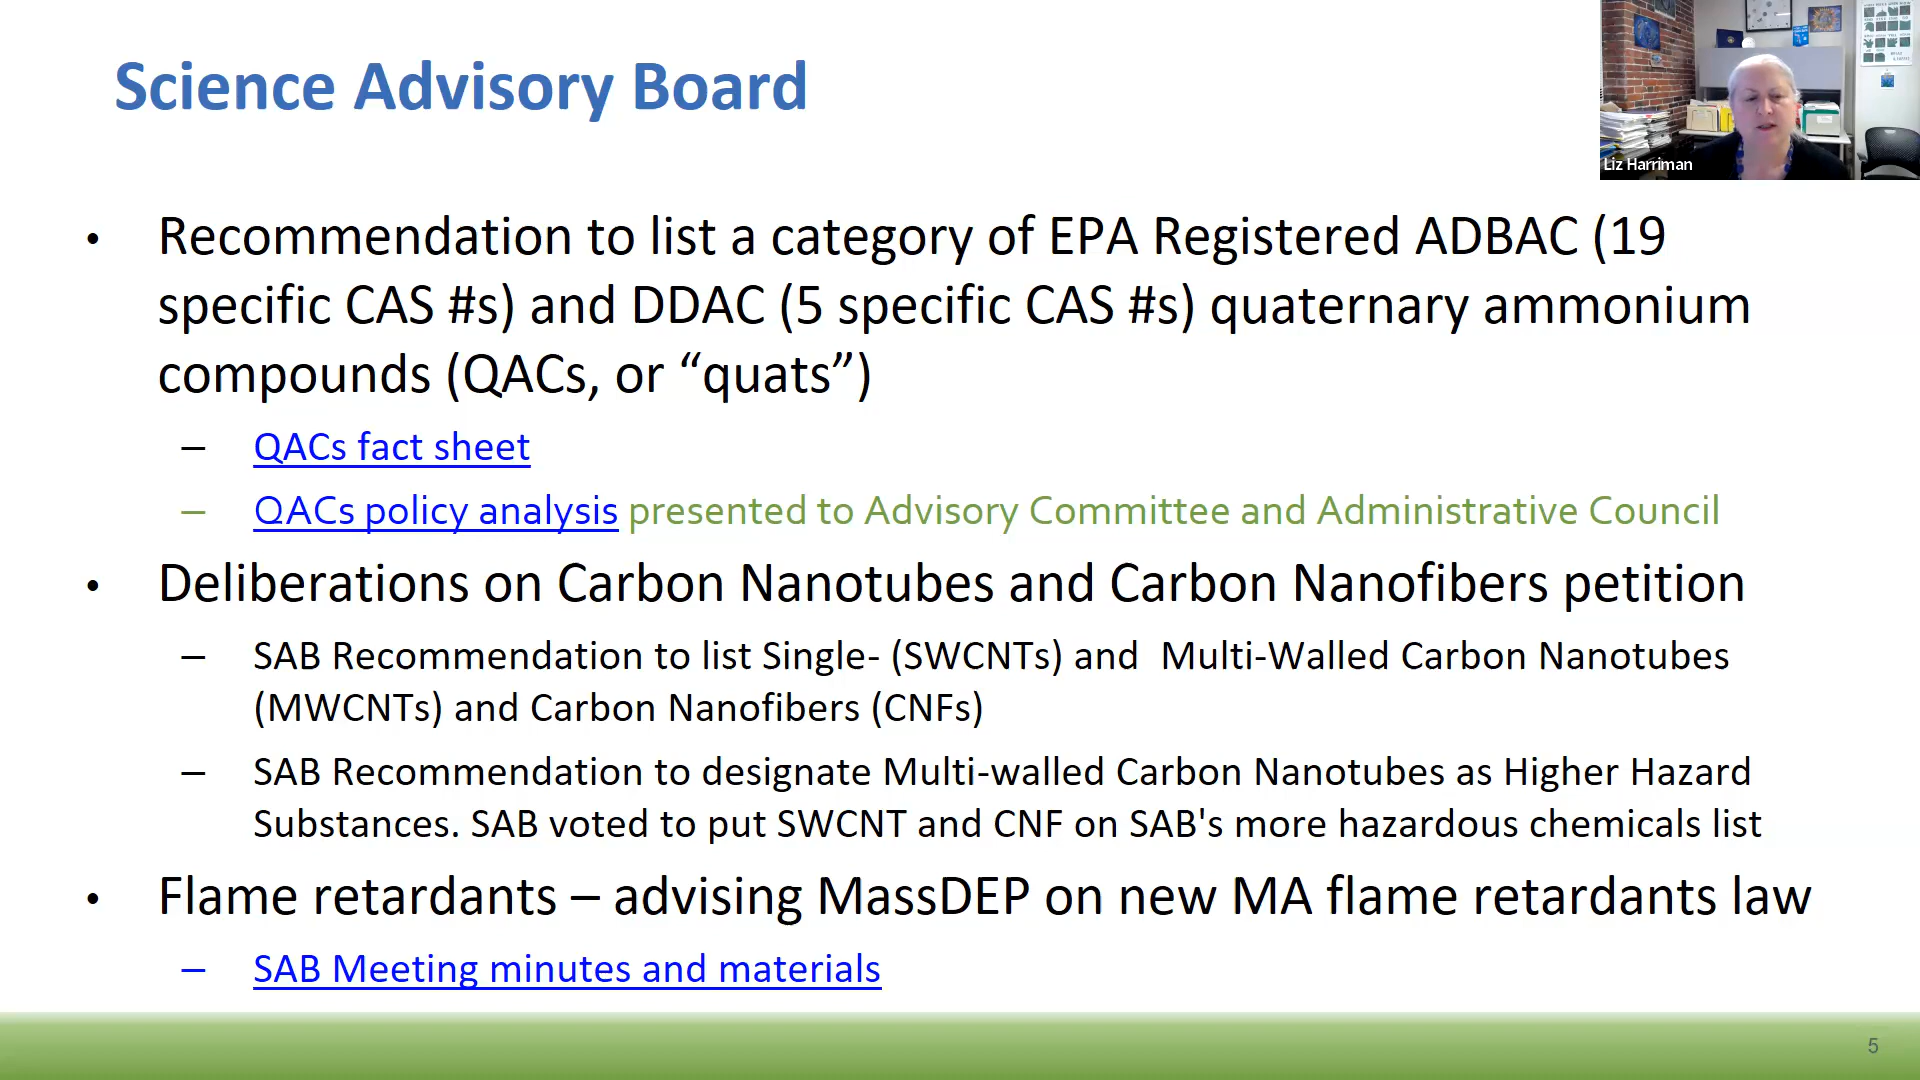 Science Advisory Board
Liz Harriman
• Recommendation to list a category of EPA Registered ADBAC (19
specific CAS #s) and DDAC (5 specific CAS #s) quaternary ammonium
compounds (QACs, or “quats”)
– QACs fact sheet
– QACs policy analysis presented to Advisory Committee and Administrative Council
• Deliberations on Carbon Nanotubes and Carbon Nanofibers petition
– SAB Recommendation to list Single- (SWCNTs) and  Multi-Walled Carbon Nanotubes
(MWCNTs) and Carbon Nanofibers (CNFs)
– SAB Recommendation to designate Multi-walled Carbon Nanotubes as Higher Hazard
Substances. SAB voted to put SWCNT and CNF on SAB's more hazardous chemicals list
• Flame retardants – advising MassDEP on new MA flame retardants law
– SAB Meeting minutes and materials
5